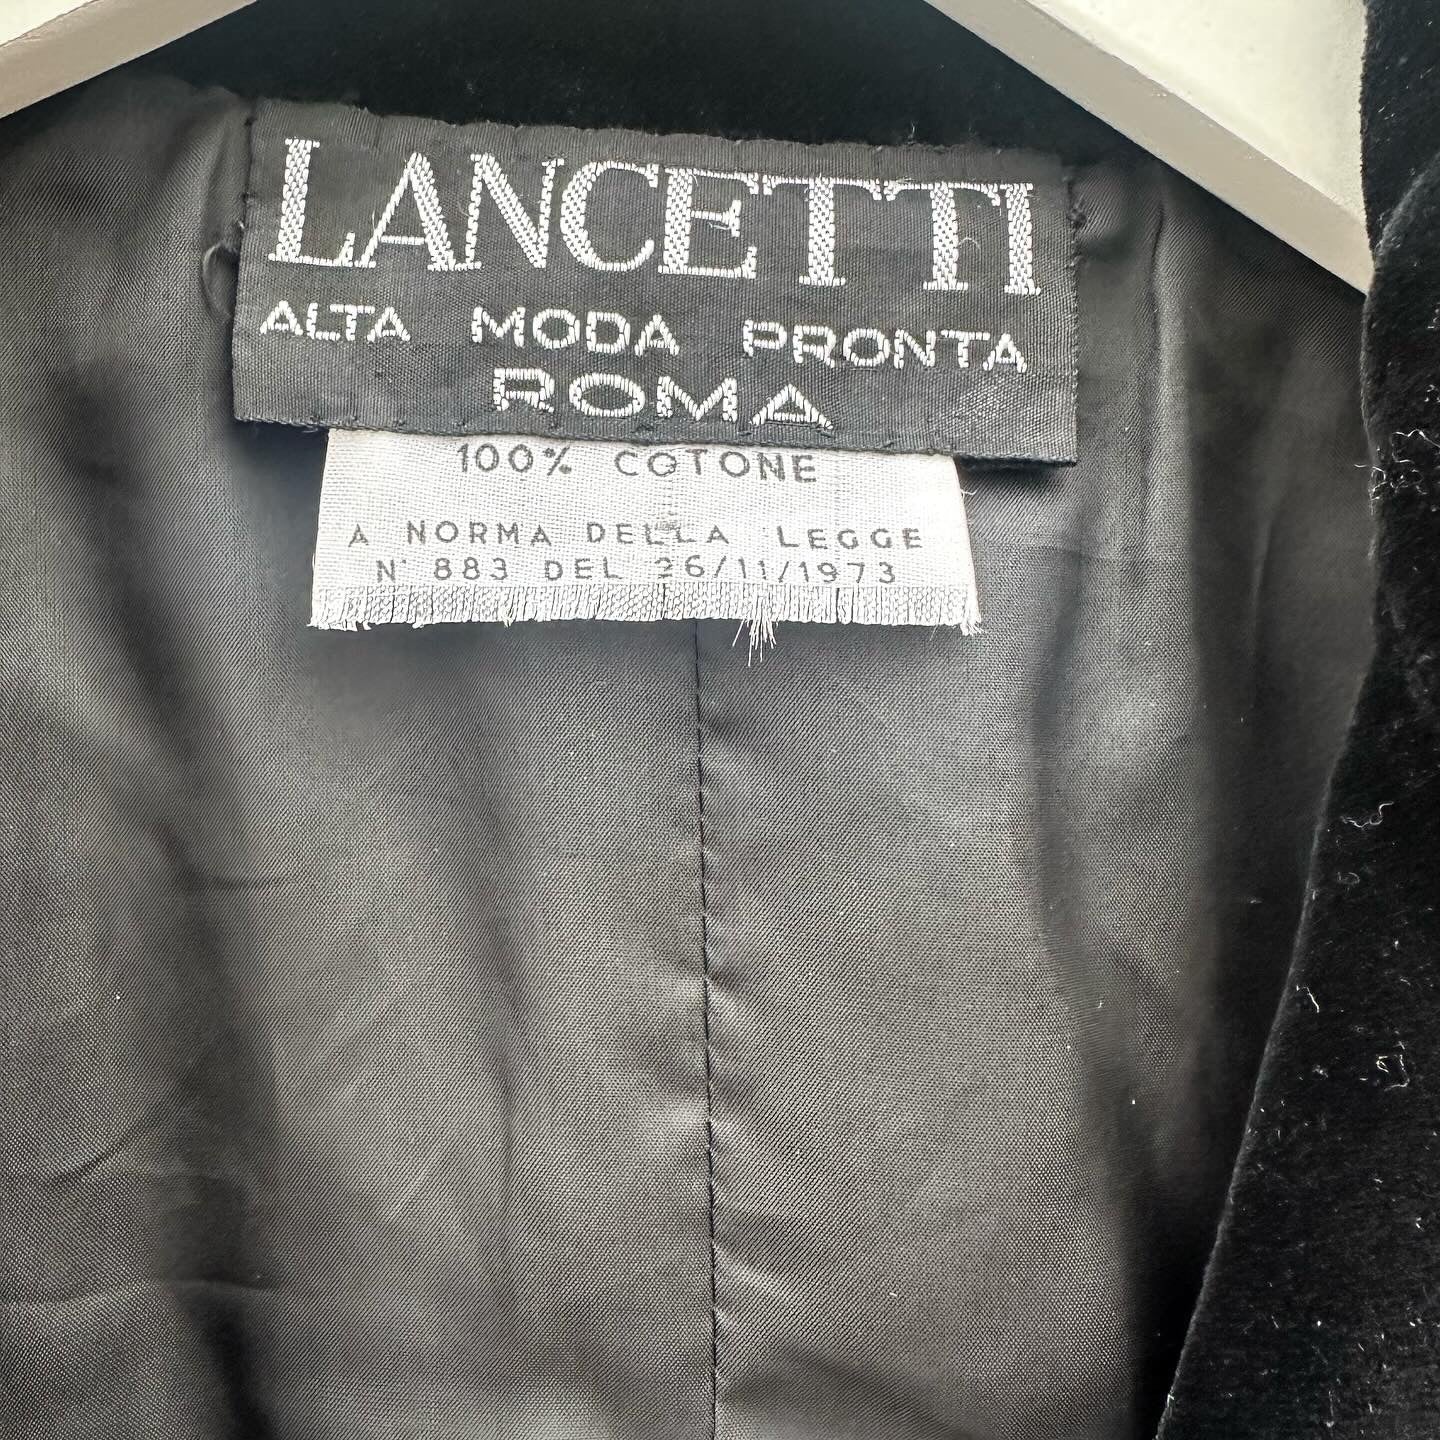 LANCETTI
ALTA MODA PRONTA
ROMA
100% COTONE
A NORMA DELLA LEGGE
N° 883 DEL 26/11/1973